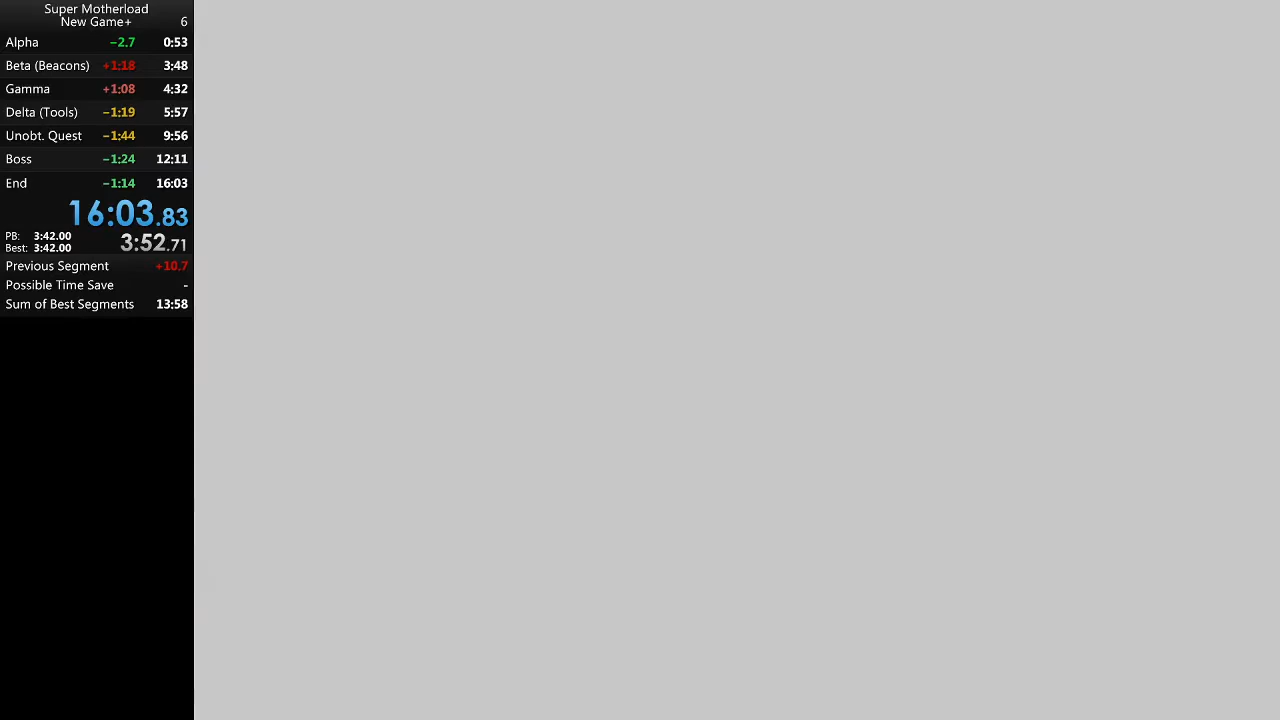 Super Motherload
New Game+ 6
Alpha −2.7 0:53
Beta (Beacons) +1:18 3:48
Gamma +1:08 4:32
Delta (Tools) −1:19 5:57
Unobt. Quest −1:44 9:56
Boss −1:24 12:11
End −1:14 16:03
16:03.83
PB: 3:42.00
Best: 3:42.00
3:52.71
Previous Segment +10.7
Possible Time Save -
Sum of Best Segments 13:58